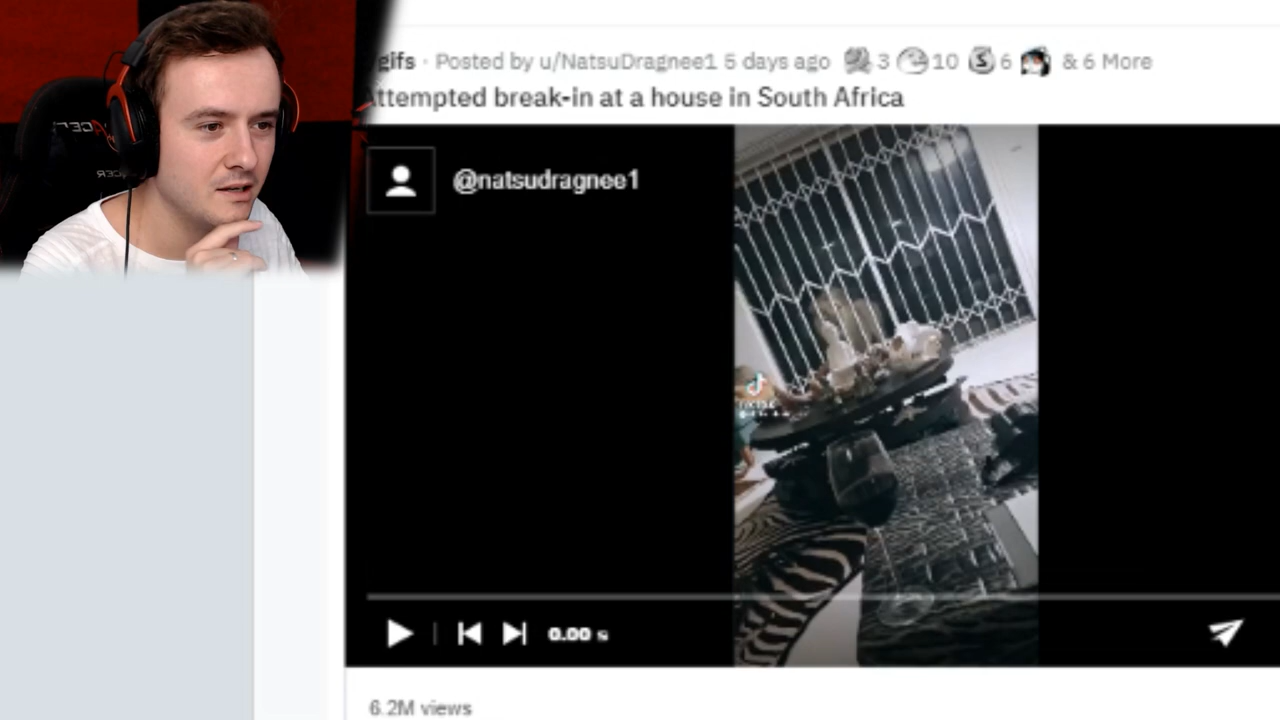 gifs · Posted by u/NatsuDragnee1 5 days ago 3 10 S 6 & 6 More
Attempted break-in at a house in South Africa
@natsudragnee1
TikTok
0.00 s
6.2M views